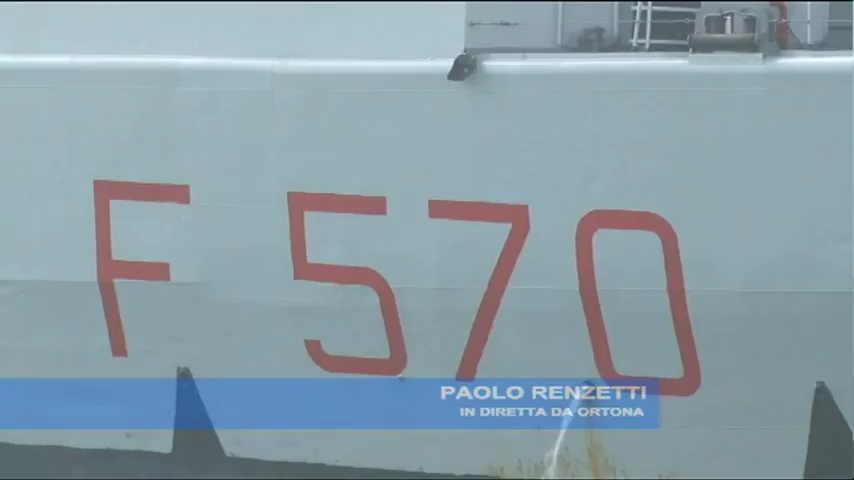 F 570
PAOLO RENZETTI
IN DIRETTA DA ORTONA